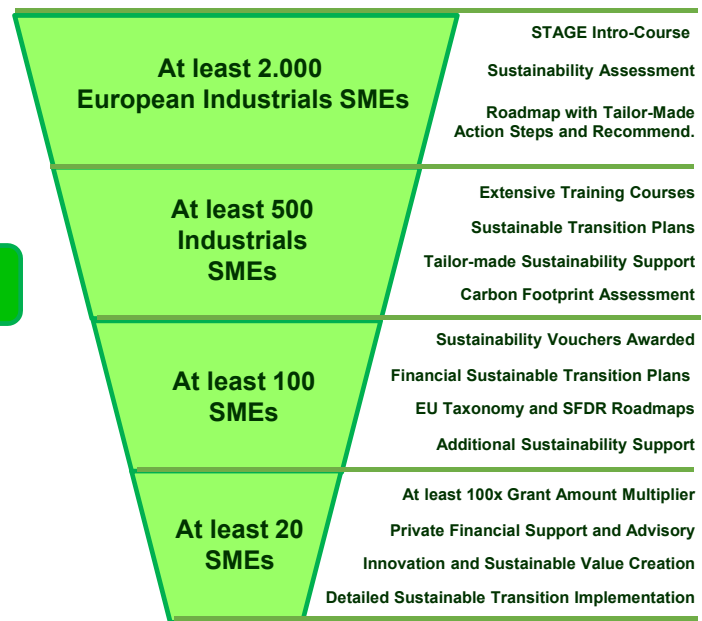 At least 2.000
European Industrials SMEs
STAGE Intro-Course
Sustainability Assessment
Roadmap with Tailor-Made
Action Steps and Recommend.
At least 500
Industrials
SMEs
Extensive Training Courses
Sustainable Transition Plans
Tailor-made Sustainability Support
Carbon Footprint Assessment
At least 100
SMEs
Sustainability Vouchers Awarded
Financial Sustainable Transition Plans
EU Taxonomy and SFDR Roadmaps
Additional Sustainability Support
At least 20
SMEs
At least 100x Grant Amount Multiplier
Private Financial Support and Advisory
Innovation and Sustainable Value Creation
Detailed Sustainable Transition Implementation